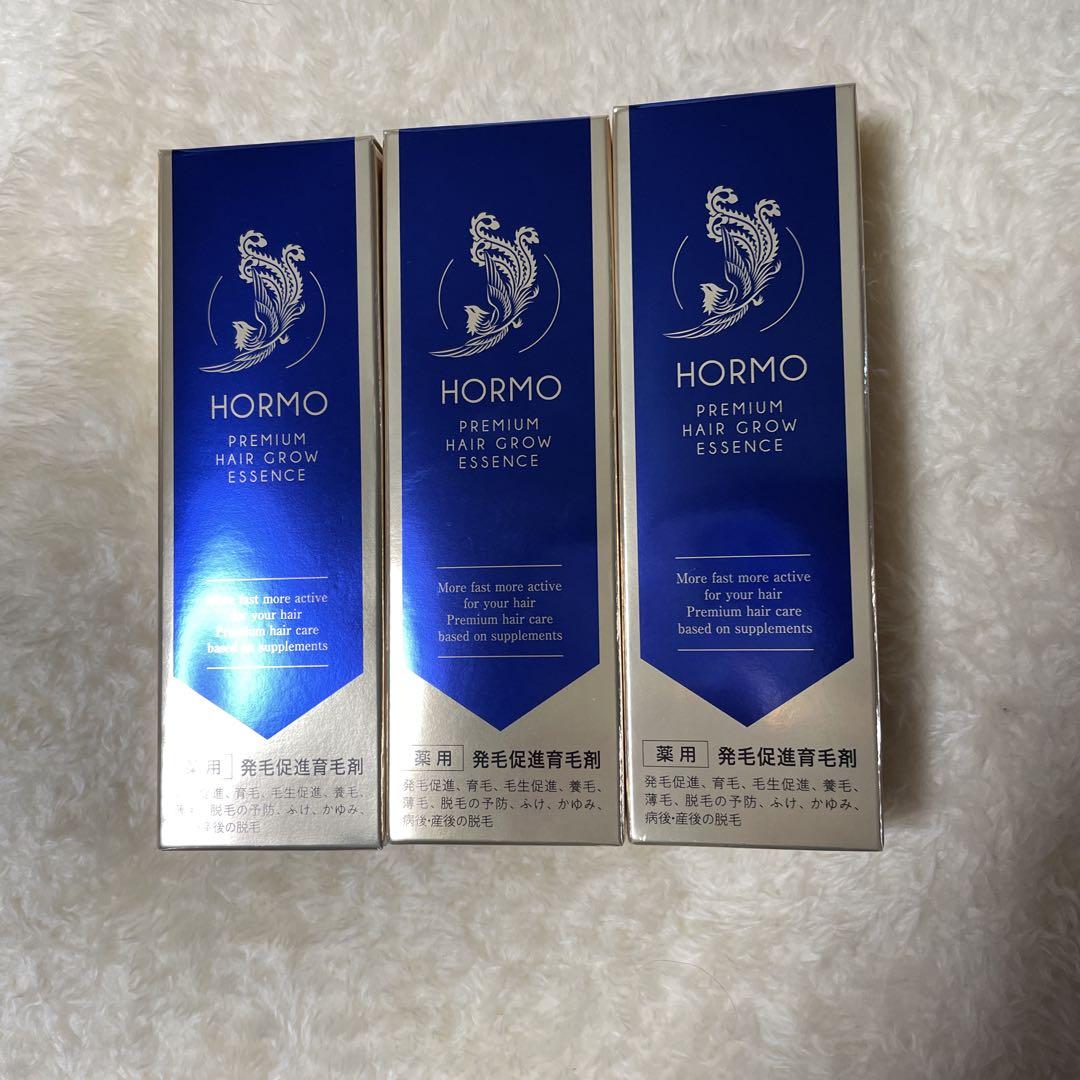 HORMO
PREMIUM
HAIR GROW
ESSENCE
More fast more active
for your hair
Premium hair care
based on supplements
薬用 発毛促進育毛剤
促進、育毛、毛生促進、養毛、
薄毛、脱毛の予防、ふけ、かゆみ、
・産後の脱毛
HORMO
PREMIUM
HAIR GROW
ESSENCE
More fast more active
for your hair
Premium hair care
based on supplements
薬用 発毛促進育毛剤
発毛促進、育毛、毛生促進、養毛、
薄毛、脱毛の予防、ふけ、かゆみ、
病後・産後の脱毛
HORMO
PREMIUM
HAIR GROW
ESSENCE
More fast more active
for your hair
Premium hair care
based on supplements
薬用 発毛促進育毛剤
発毛促進、育毛、毛生促進、養毛、
薄毛、脱毛の予防、ふけ、かゆみ、
病後・産後の脱毛